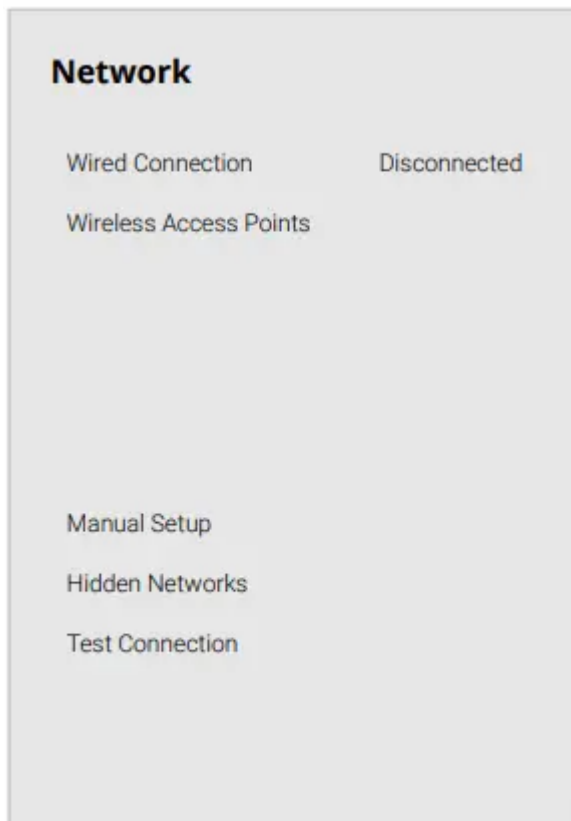 Network
Wired Connection Disconnected
Wireless Access Points
Manual Setup
Hidden Networks
Test Connection